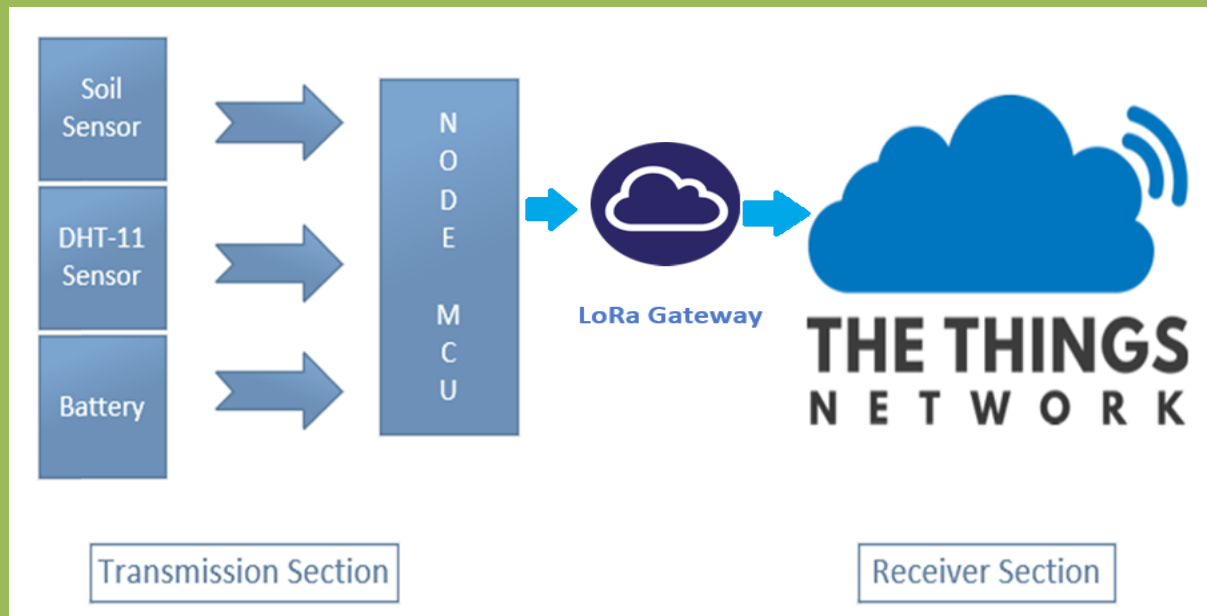 Soil
Sensor
DHT-11
Sensor
Battery
N
O
D
E
M
C
U
LoRa Gateway
THE THINGS
NETWORK
Transmission Section
Receiver Section